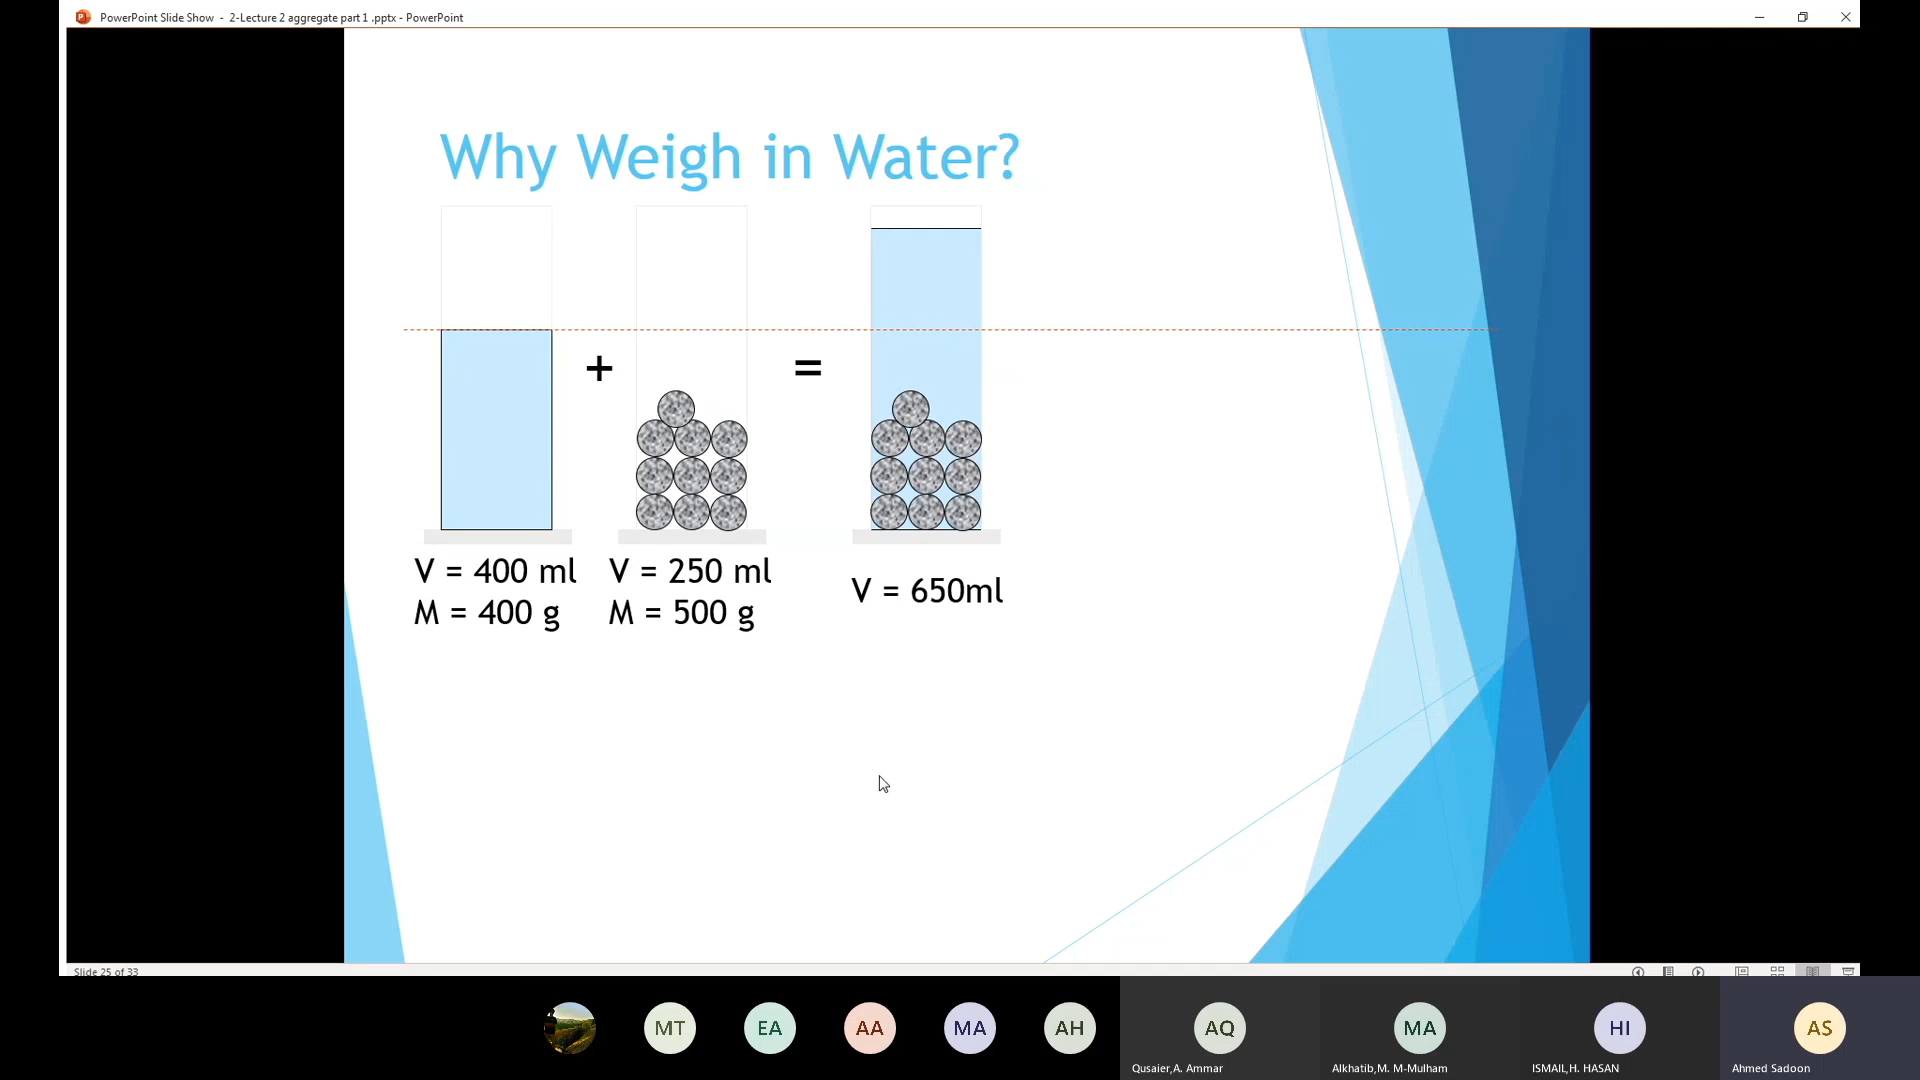 PowerPoint Slide Show - 2-Lecture 2 aggregate part 1 .pptx - PowerPoint
Why Weigh in Water?
+ =
V = 400 ml V = 250 ml V = 650ml
M = 400 g M = 500 g
Slide 25 of 33
MT EA AA MA AH AQ MA HI AS
Qusaier,A. Ammar Alkhatib,M. M-Mulham ISMAIL,H. HASAN Ahmed Sadoon